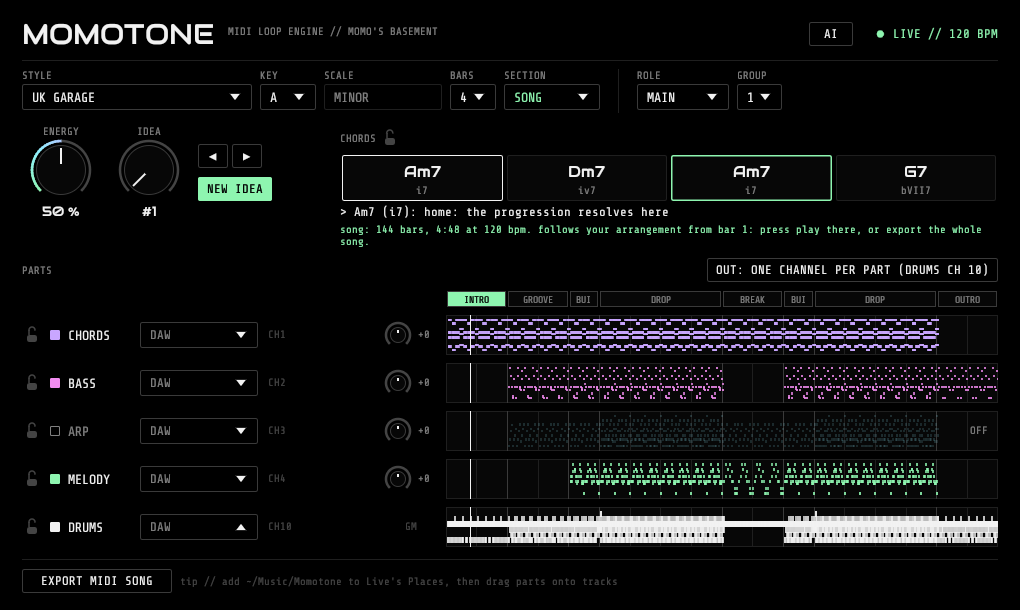 MOMOTONE
MIDI LOOP ENGINE // MOMO'S BASEMENT
AI
LIVE // 120 BPM
STYLE
KEY
SCALE
BARS
SECTION
ROLE
GROUP
UK GARAGE
A
MINOR
4
SONG
MAIN
1
ENERGY
IDEA
50 %
#1
NEW IDEA
CHORDS
Am7
i7
Dm7
iv7
Am7
i7
G7
bVII7
> Am7 (i7): home: the progression resolves here
song: 144 bars, 4:48 at 120 bpm. follows your arrangement from bar 1: press play there, or export the whole
song.
PARTS
OUT: ONE CHANNEL PER PART (DRUMS CH 10)
INTRO
GROOVE
BUI
DROP
BREAK
BUI
DROP
OUTRO
CHORDS
DAW
CH1
+0
BASS
DAW
CH2
+0
ARP
DAW
CH3
+0
OFF
MELODY
DAW
CH4
+0
DRUMS
DAW
CH10
GM
EXPORT MIDI SONG
tip // add ~/Music/Momotone to Live's Places, then drag parts onto tracks